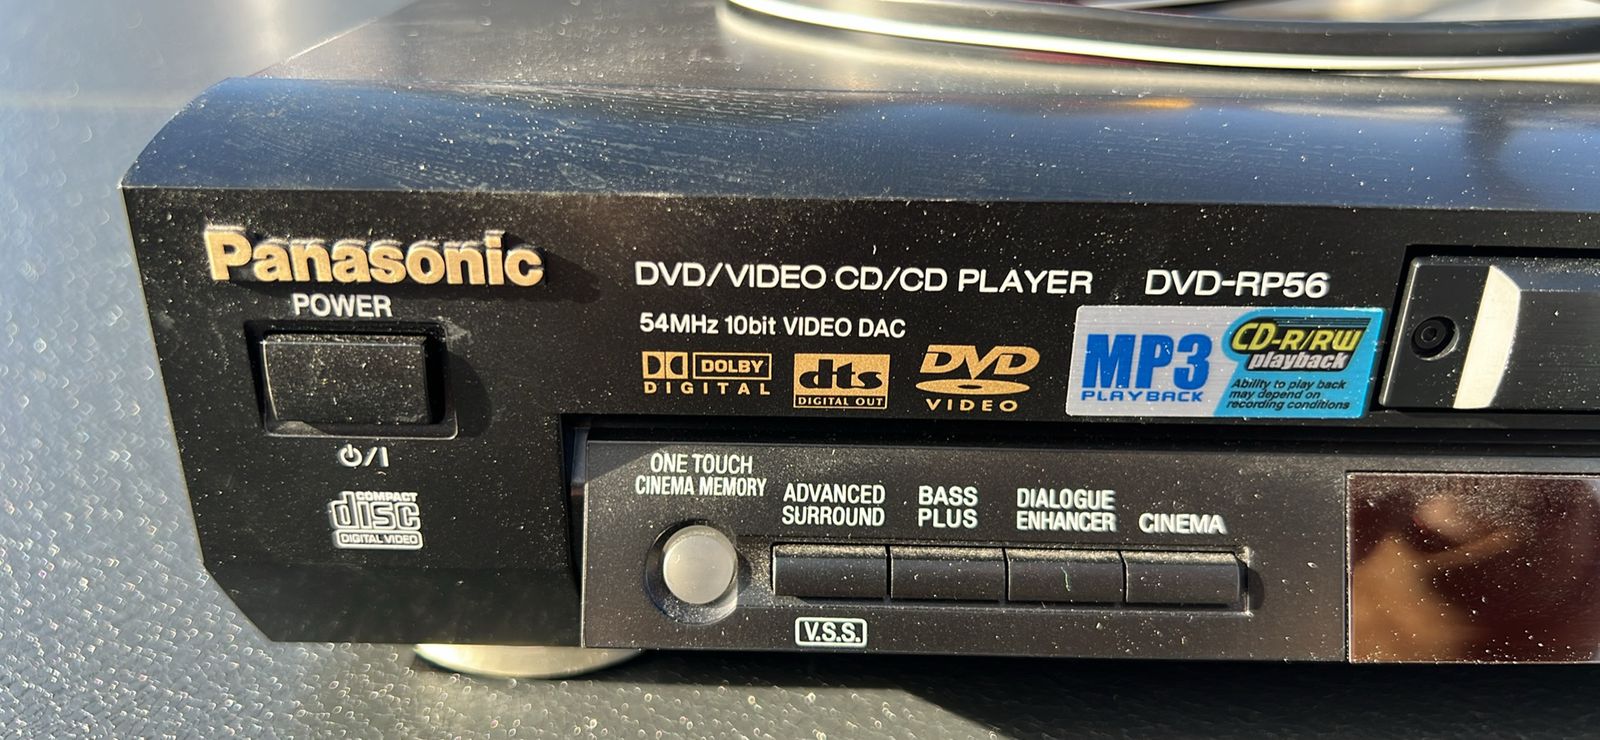 Panasonic
POWER
⏻/I
COMPACT
disc
DIGITAL VIDEO
DVD/VIDEO CD/CD PLAYER DVD-RP56
54MHz 10bit VIDEO DAC
DOLBY
DIGITAL
dts
DIGITAL OUT
DVD
VIDEO
MP3
PLAYBACK
CD-R/RW
playback
Ability to play back
may depend on
recording conditions
ONE TOUCH
CINEMA MEMORY
ADVANCED
SURROUND
BASS
PLUS
DIALOGUE
ENHANCER
CINEMA
V.S.S.